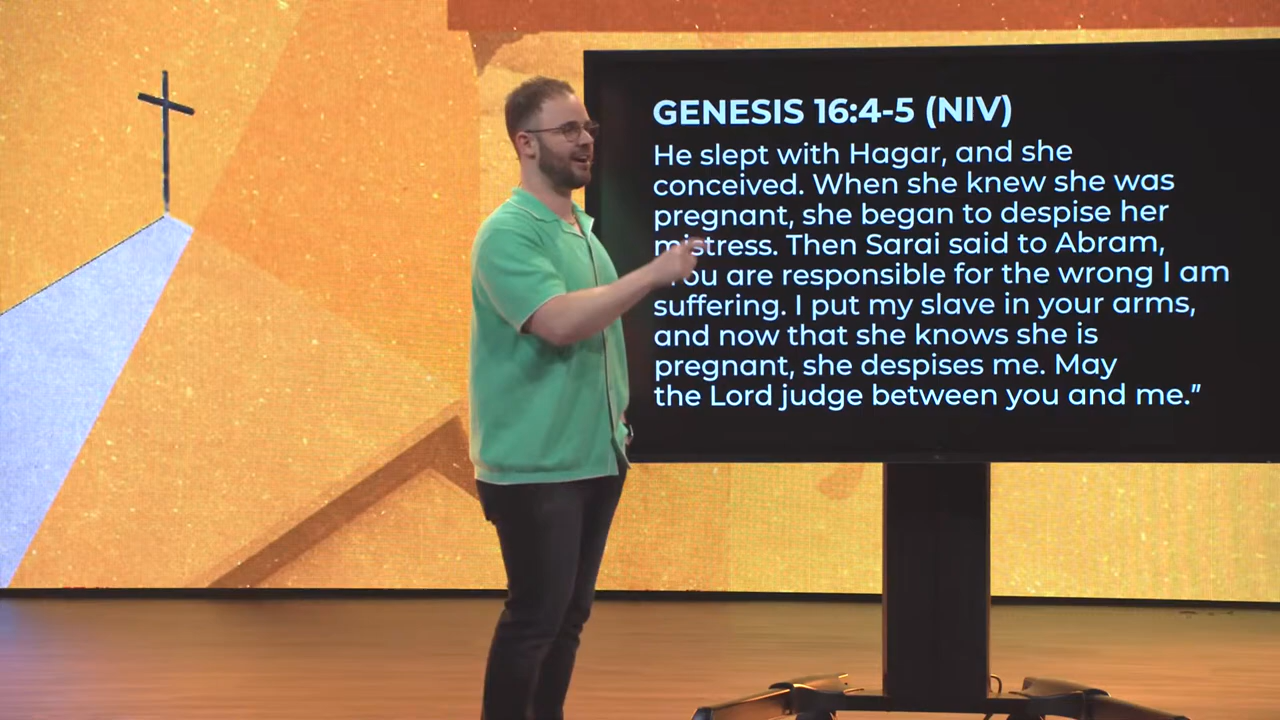 GENESIS 16:4-5 (NIV)
He slept with Hagar, and she
conceived. When she knew she was
pregnant, she began to despise her
mistress. Then Sarai said to Abram,
You are responsible for the wrong I am
suffering. I put my slave in your arms,
and now that she knows she is
pregnant, she despises me. May
the Lord judge between you and me.”